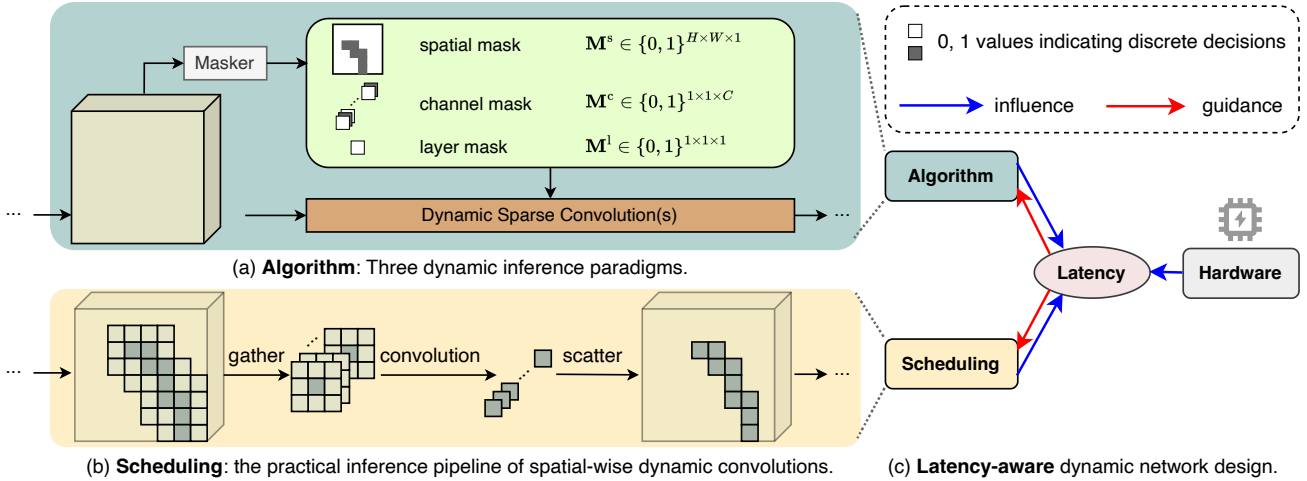 Masker
spatial mask
M^s ∈ {0, 1}^{H×W×1}
channel mask
M^c ∈ {0, 1}^{1×1×C}
layer mask
M^l ∈ {0, 1}^{1×1×1}
...
Dynamic Sparse Convolution(s)
...
(a) Algorithm: Three dynamic inference paradigms.
...
gather
convolution
scatter
...
(b) Scheduling: the practical inference pipeline of spatial-wise dynamic convolutions.
0, 1 values indicating discrete decisions
influence
guidance
Algorithm
Latency
Hardware
Scheduling
(c) Latency-aware dynamic network design.